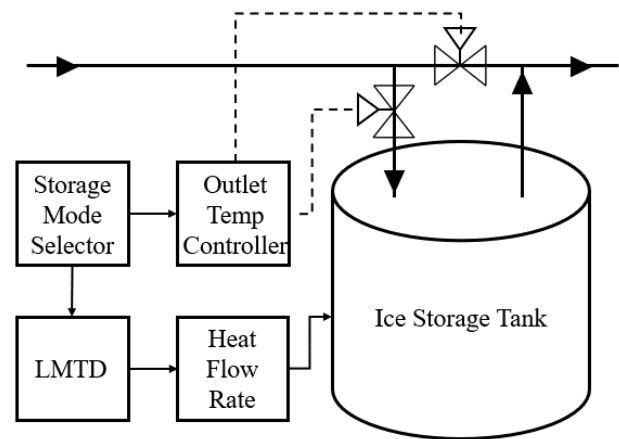 Storage
Mode
Selector
Outlet
Temp
Controller
Ice Storage Tank
LMTD
Heat
Flow
Rate